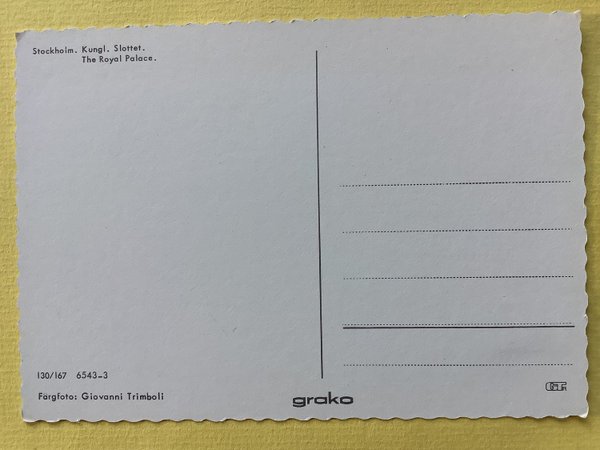 Stockholm. Kungl. Slottet.
The Royal Palace.
130/167 6543-3
Färgfoto: Giovanni Trimboli
grako